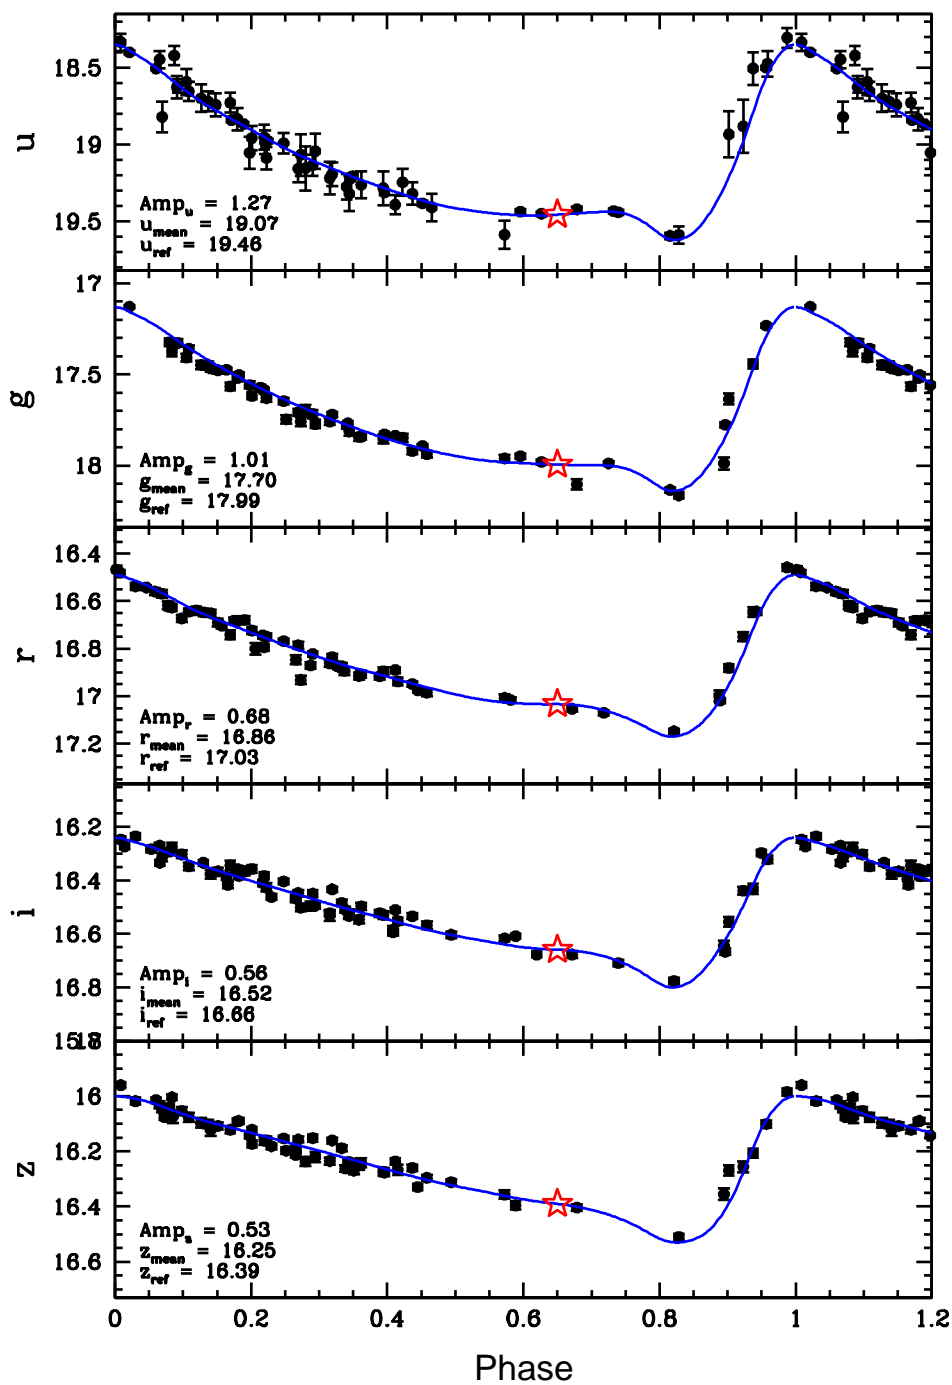 18.5
19
19.5
u
Amp_u = 1.27
u_mean = 19.07
u_ref = 19.46
17
17.5
18
g
Amp_g = 1.01
g_mean = 17.70
g_ref = 17.99
16.4
16.6
16.8
17
17.2
r
Amp_r = 0.68
r_mean = 16.86
r_ref = 17.03
16.2
16.4
16.6
16.8
i
Amp_i = 0.56
i_mean = 16.52
i_ref = 16.66
16
16.2
16.4
16.6
z
Amp_z = 0.53
z_mean = 16.25
z_ref = 16.39
0 0.2 0.4 0.6 0.8 1 1.2
Phase